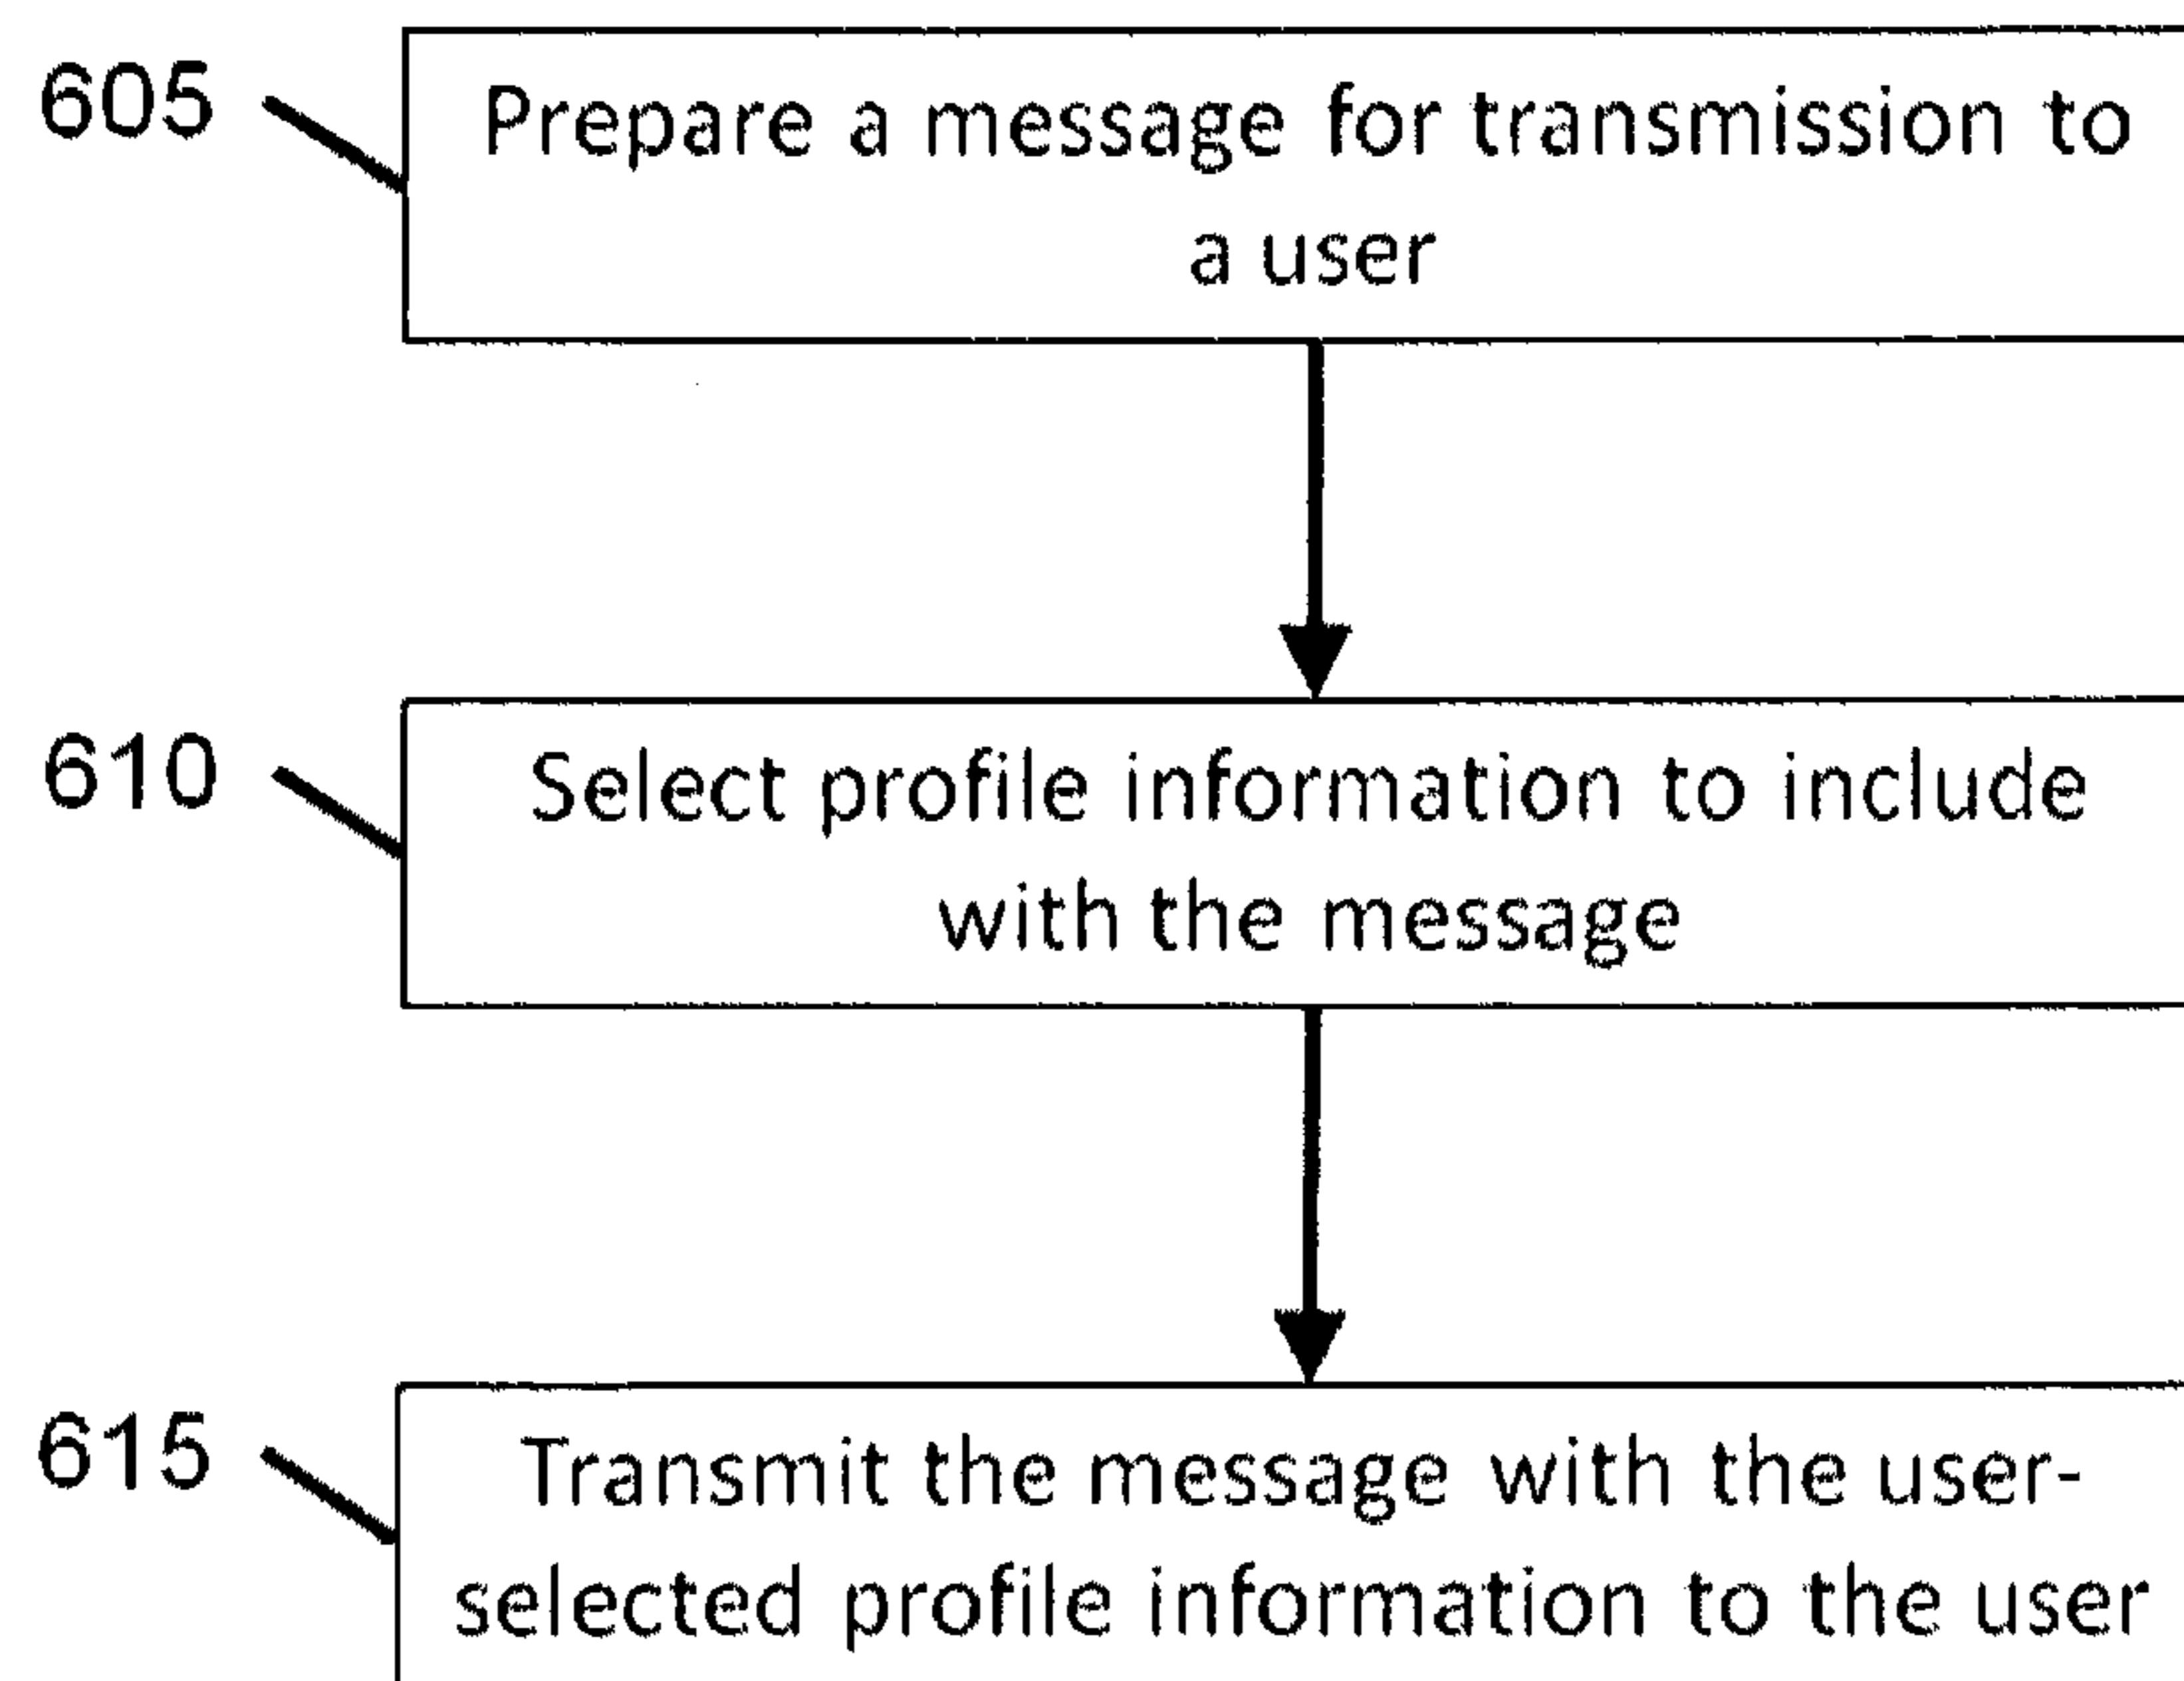 605
Prepare a message for transmission to
a user
610
Select profile information to include
with the message
615
Transmit the message with the user-
selected profile information to the user